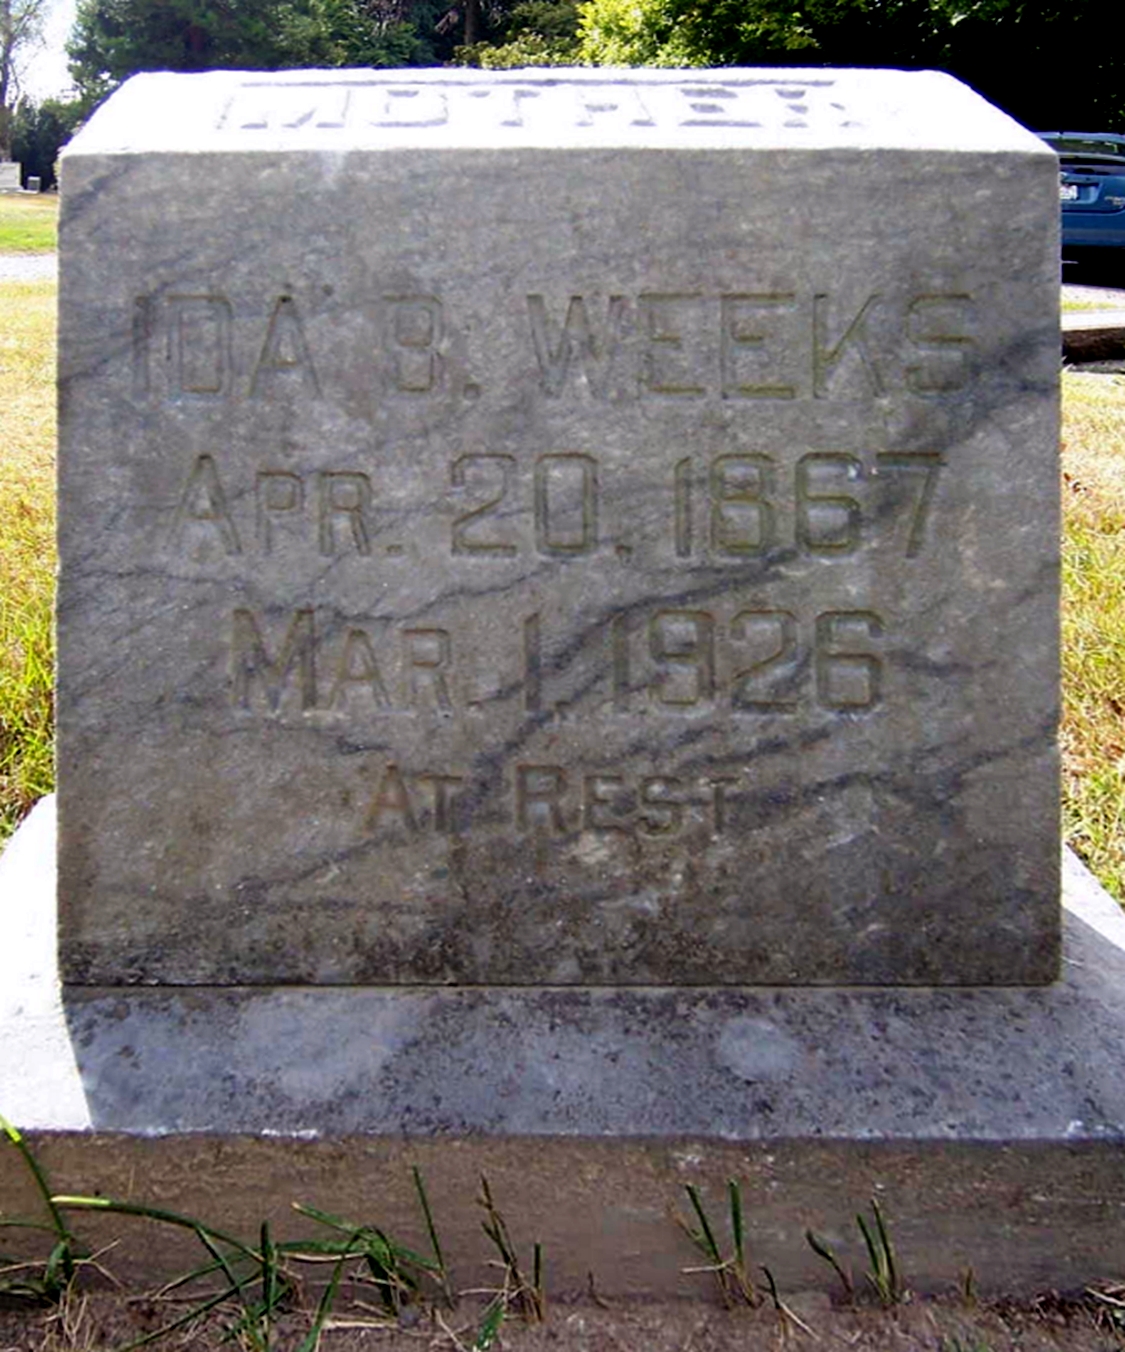 MOTHER
IDA B. WEEKS
APR. 20, 1867
MAR. 1, 1926
AT REST